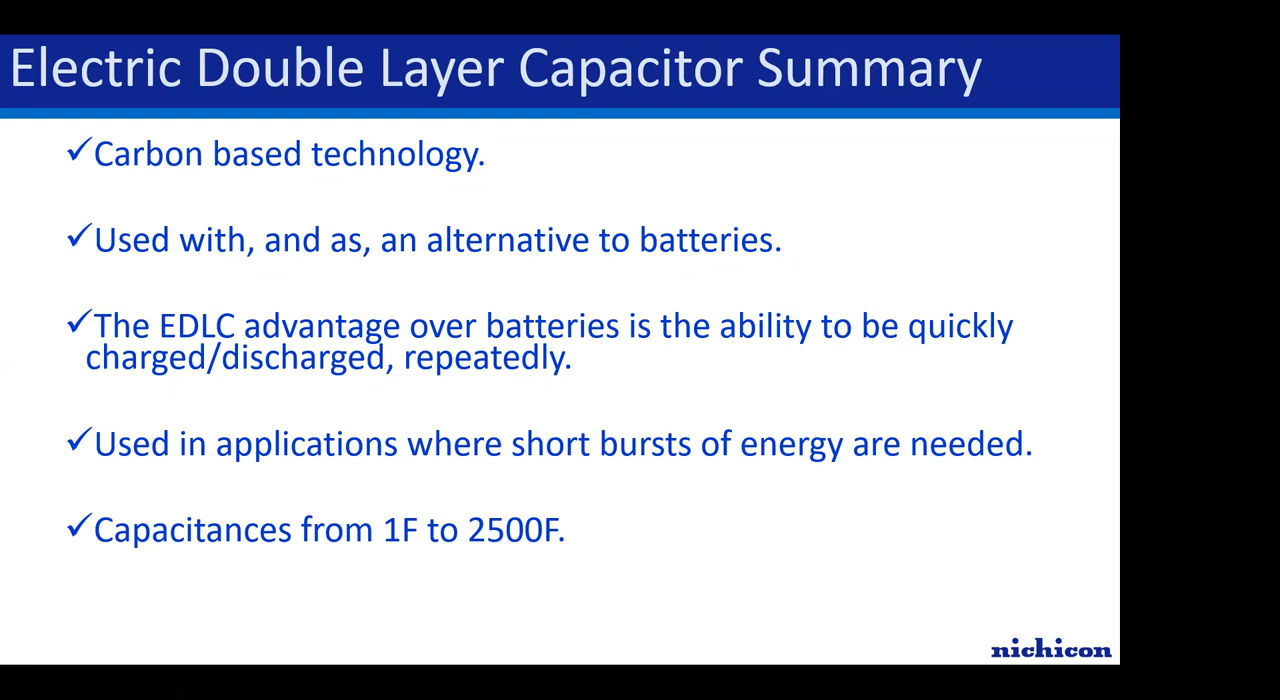 Electric Double Layer Capacitor Summary
✓Carbon based technology.
✓Used with, and as, an alternative to batteries.
✓The EDLC advantage over batteries is the ability to be quickly
charged/discharged, repeatedly.
✓Used in applications where short bursts of energy are needed.
✓Capacitances from 1F to 2500F.
nichicon